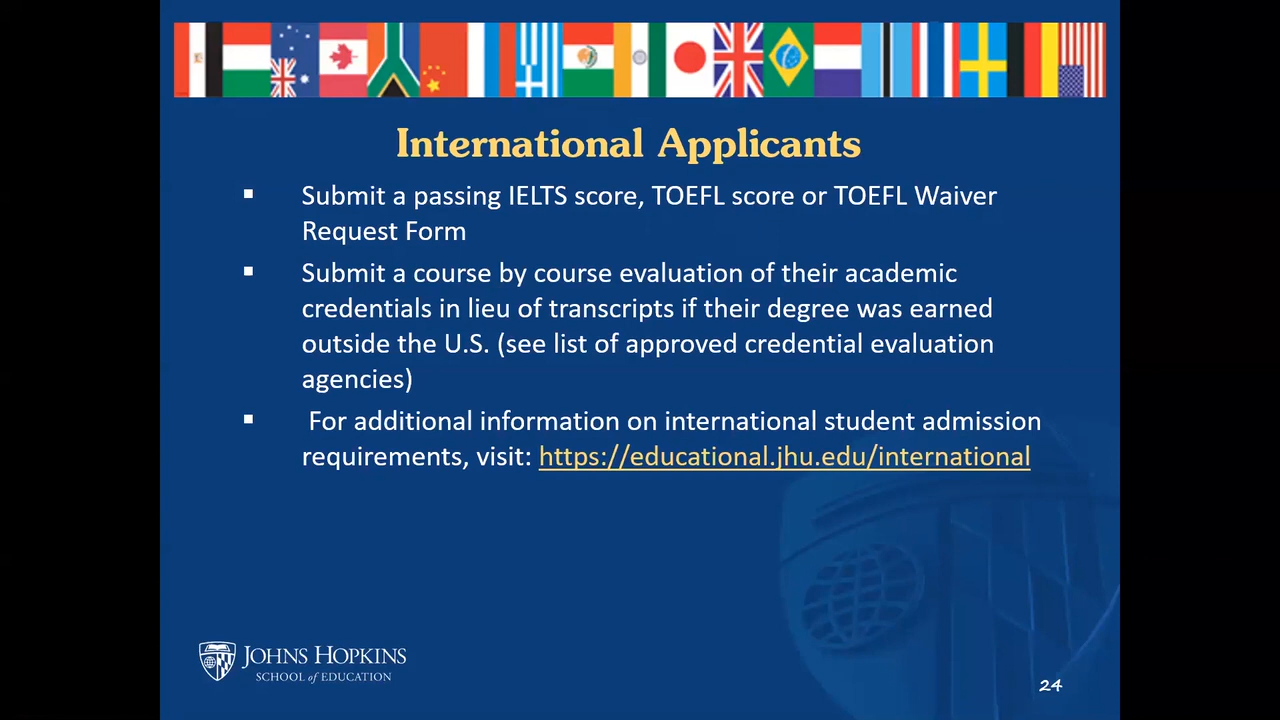 International Applicants
▪ Submit a passing IELTS score, TOEFL score or TOEFL Waiver
Request Form
▪ Submit a course by course evaluation of their academic
credentials in lieu of transcripts if their degree was earned
outside the U.S. (see list of approved credential evaluation
agencies)
▪ For additional information on international student admission
requirements, visit: https://educational.jhu.edu/international
JOHNS HOPKINS
SCHOOL of EDUCATION
24